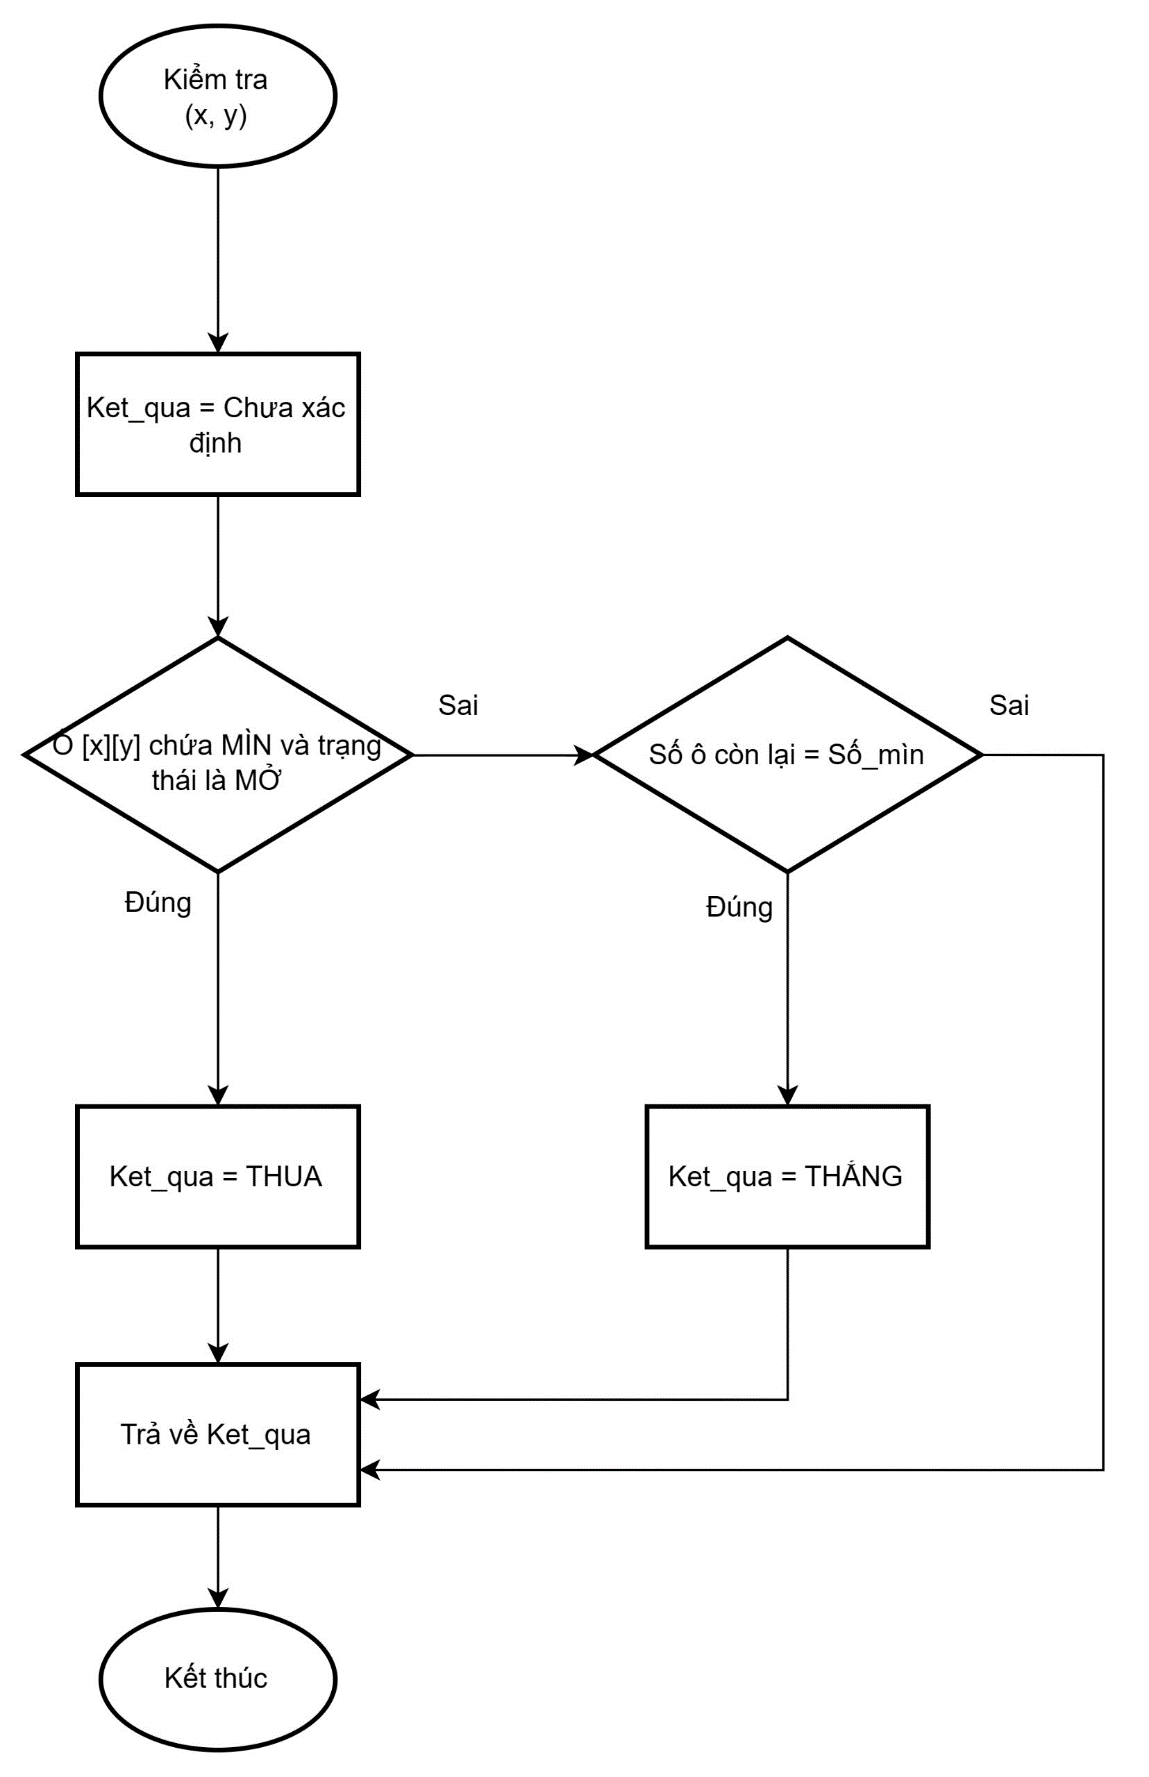 Kiểm tra
(x, y)
Ket_qua = Chưa xác
định
Ô [x][y] chứa MÌN và trạng
thái là MỞ
Sai
Số ô còn lại = Số_mìn
Sai
Đúng
Đúng
Ket_qua = THUA
Ket_qua = THẮNG
Trả về Ket_qua
Kết thúc